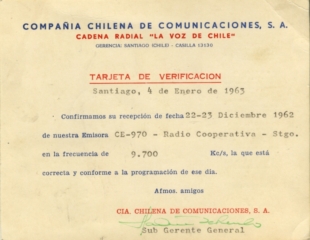 COMPAÑIA CHILENA DE COMUNICACIONES, S. A.
CADENA RADIAL "LA VOZ DE CHILE"
GERENCIA: SANTIAGO (CHILE) - CASILLA 13130
TARJETA DE VERIFICACION
Santiago, 4 de Enero de 1963
Confirmamos su recepción de fecha 22-23 Diciembre 1962
de nuestra Emisora CE-970 - Radio Cooperativa - Stgo.
en la frecuencia de 9.700 Kc/s, la que está
correcta y conforme a la programación de ese día.
Afmos. amigos
CIA. CHILENA DE COMUNICACIONES, S. A.
Sub Gerente General